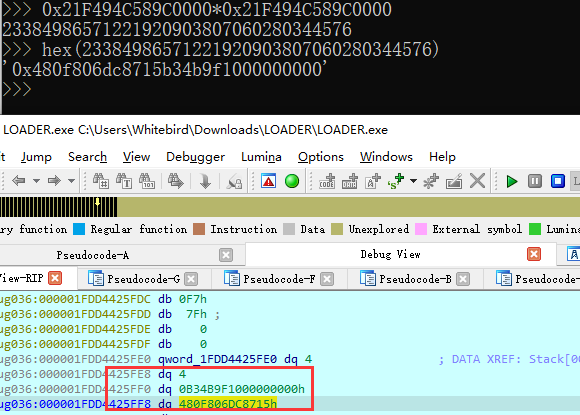 >>> 0x21F494C589C0000*0x21F494C589C0000
23384986571221920903807060280344576
>>> hex(23384986571221920903807060280344576)
'0x480f806dc8715b34b9f1000000000'
>>>
LOADER.exe C:\Users\Whitebird\Downloads\LOADER\LOADER.exe
it Jump Search View Debugger Lumina Options Windows Help
ry function Regular function Instruction Data Unexplored External symbol Lumina
Pseudocode-A Debug View
View-RIP Pseudocode-G Pseudocode-F Pseudocode-B Pseudocode-
ug036:000001FDD4425FDC db 0F7h
ug036:000001FDD4425FDD db 7Fh ;
ug036:000001FDD4425FDE db 0
ug036:000001FDD4425FDF db 0
ug036:000001FDD4425FE0 qword_1FDD4425FE0 dq 4 ; DATA XREF: Stack[00
ug036:000001FDD4425FE8 dq 4
ug036:000001FDD4425FF0 dq 0B34B9F1000000000h
ug036:000001FDD4425FF8 dq 480F806DC8715h